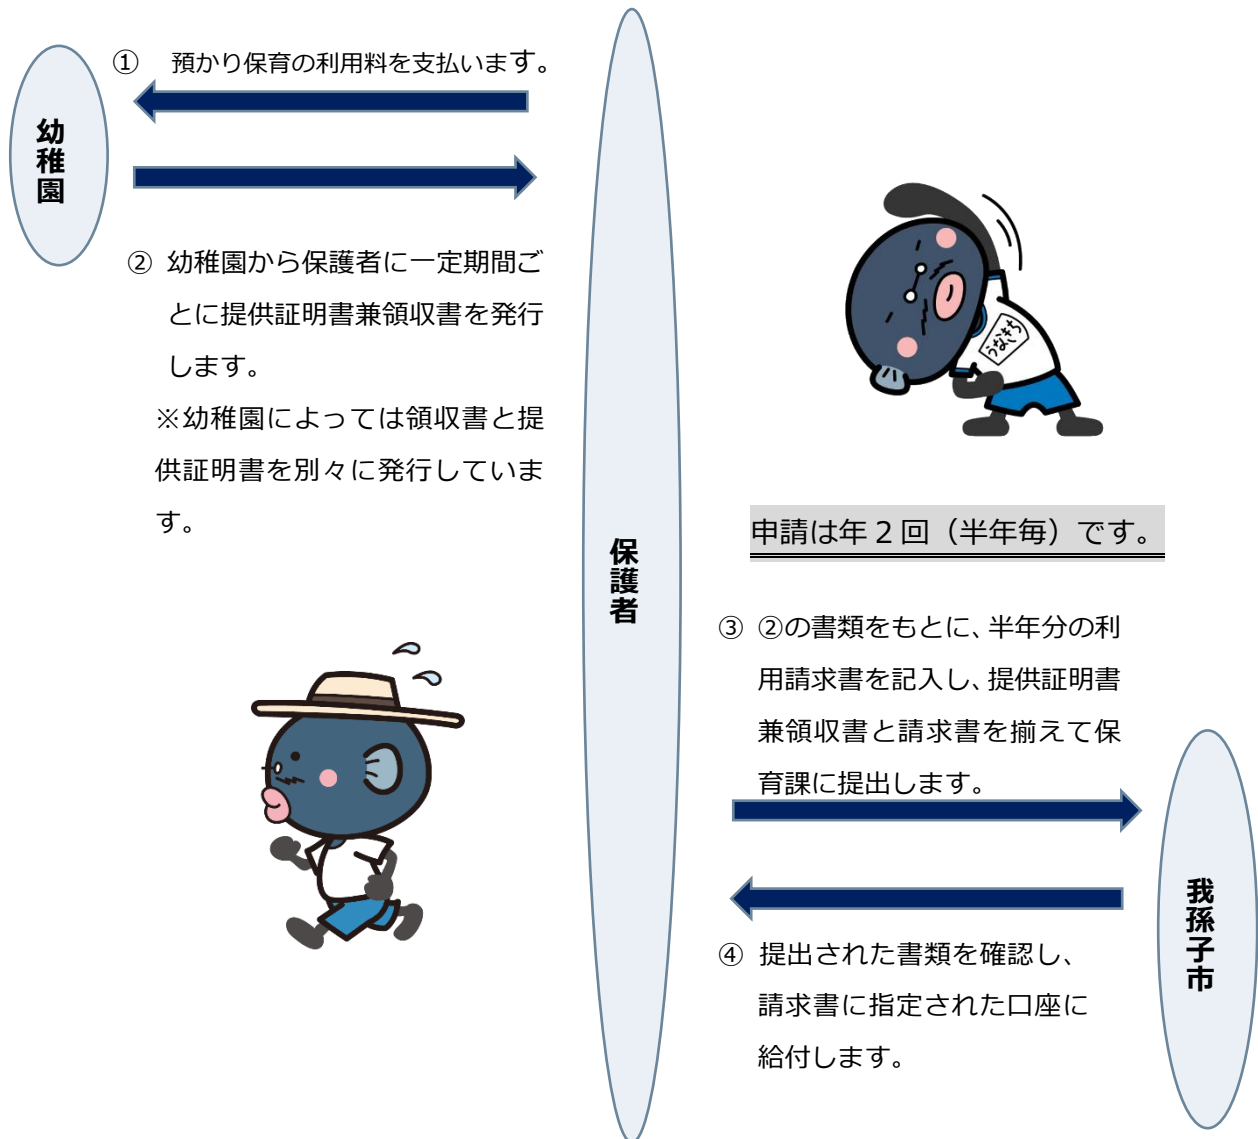 ① 預かり保育の利用料を支払います。
幼稚園
② 幼稚園から保護者に一定期間ご
とに提供証明書兼領収書を発行
します。
※幼稚園によっては領収書と提
供証明書を別々に発行していま
す。
保護者
うなきち
申請は年２回（半年毎）です。
③ ②の書類をもとに、半年分の利
用請求書を記入し、提供証明書
兼領収書と請求書を揃えて保
育課に提出します。
我孫子市
④ 提出された書類を確認し、
請求書に指定された口座に
給付します。